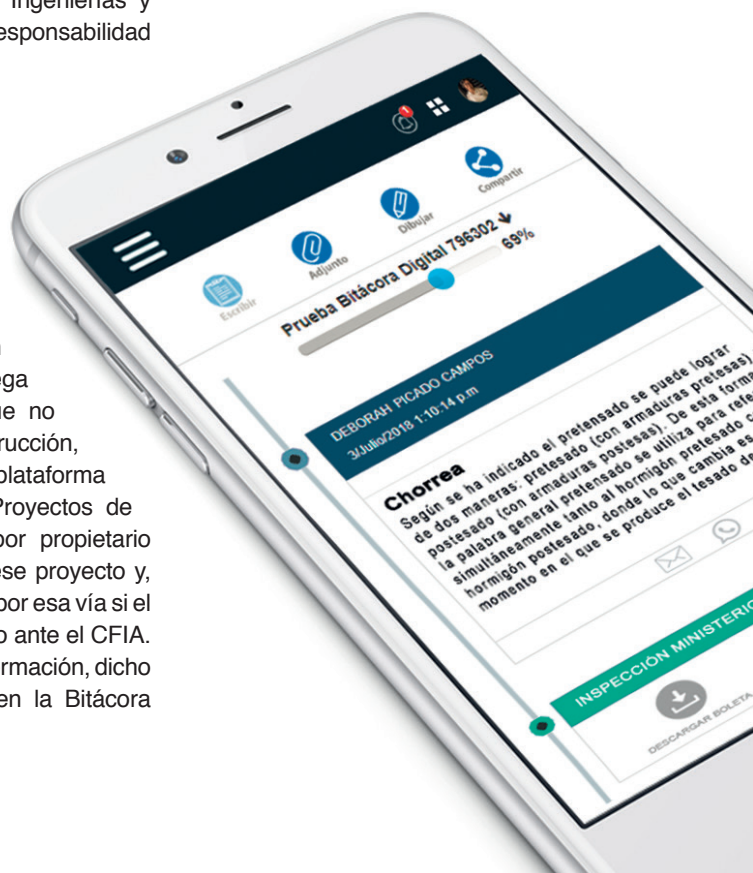 Ingenierías y
esponsabilidad
ega
ue no
rucción,
plataforma
Proyectos de
por propietario
ese proyecto y,
por esa vía si el
o ante el CFIA.
ormación, dicho
en la Bitácora
1
Escribir
Adjunto
Dibujar
Compartir
Prueba Bitácora Digital 796302
69%
DEBORAH PICADO CAMPOS
3/Julio/2018 1:10:14 p.m
Chorrea
Según se ha indicado el pretensado se puede lograr
de dos maneras: pretesado (con armaduras pretesas)
postesado (con armaduras postesas). De esta forma
la palabra general pretensado se utiliza para refe
simultáneamente tanto al hormigón pretesado c
hormigón postesado, donde lo que cambia es
momento en el que se produce el tesado de
INSPECCIÓN MINISTERIO
DESCARGAR BOLETA